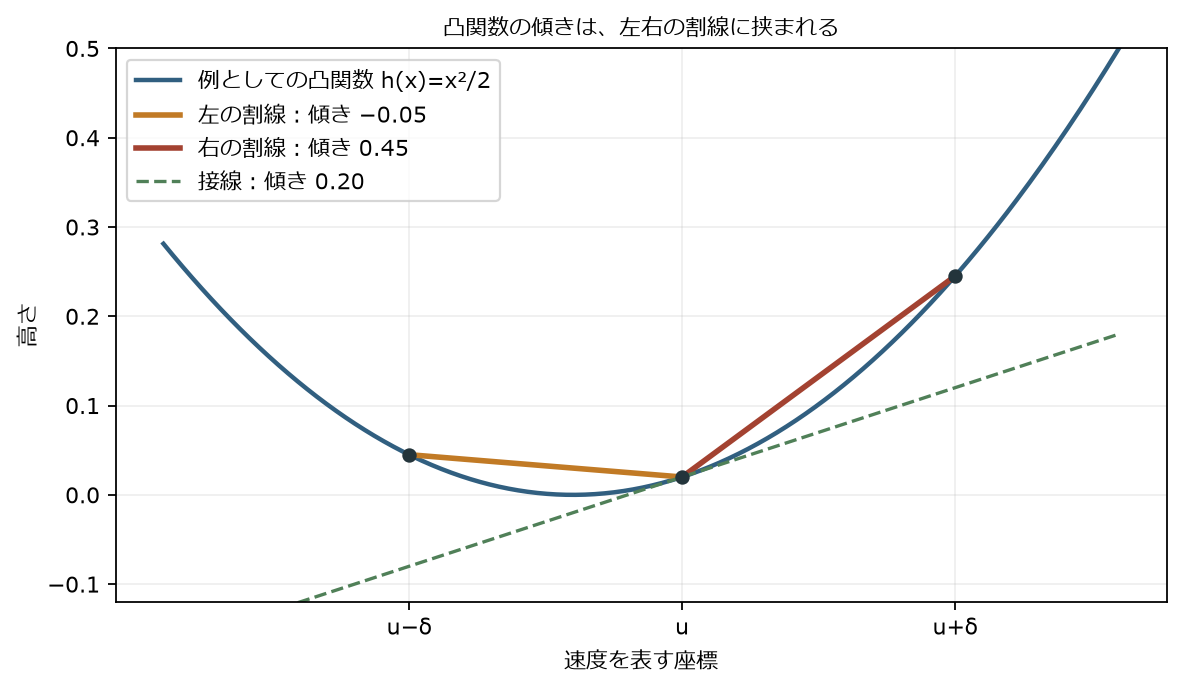 凸関数の傾きは、左右の割線に挟まれる
例としての凸関数 h(x)=x²/2
左の割線：傾き −0.05
右の割線：傾き 0.45
接線：傾き 0.20
高さ
0.5
0.4
0.3
0.2
0.1
0.0
−0.1
u−δ
u
u+δ
速度を表す座標